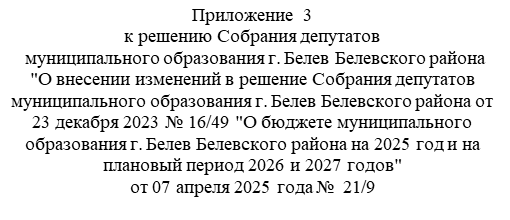 Приложение 3
к решению Собрания депутатов
муниципального образования г. Белев Белевского района
"О внесении изменений в решение Собрания депутатов
муниципального образования г. Белев Белевского района от
23 декабря 2023 № 16/49 "О бюджете муниципального
образования г. Белев Белевского района на 2025 год и на
плановый период 2026 и 2027 годов"
от 07 апреля 2025 года № 21/9